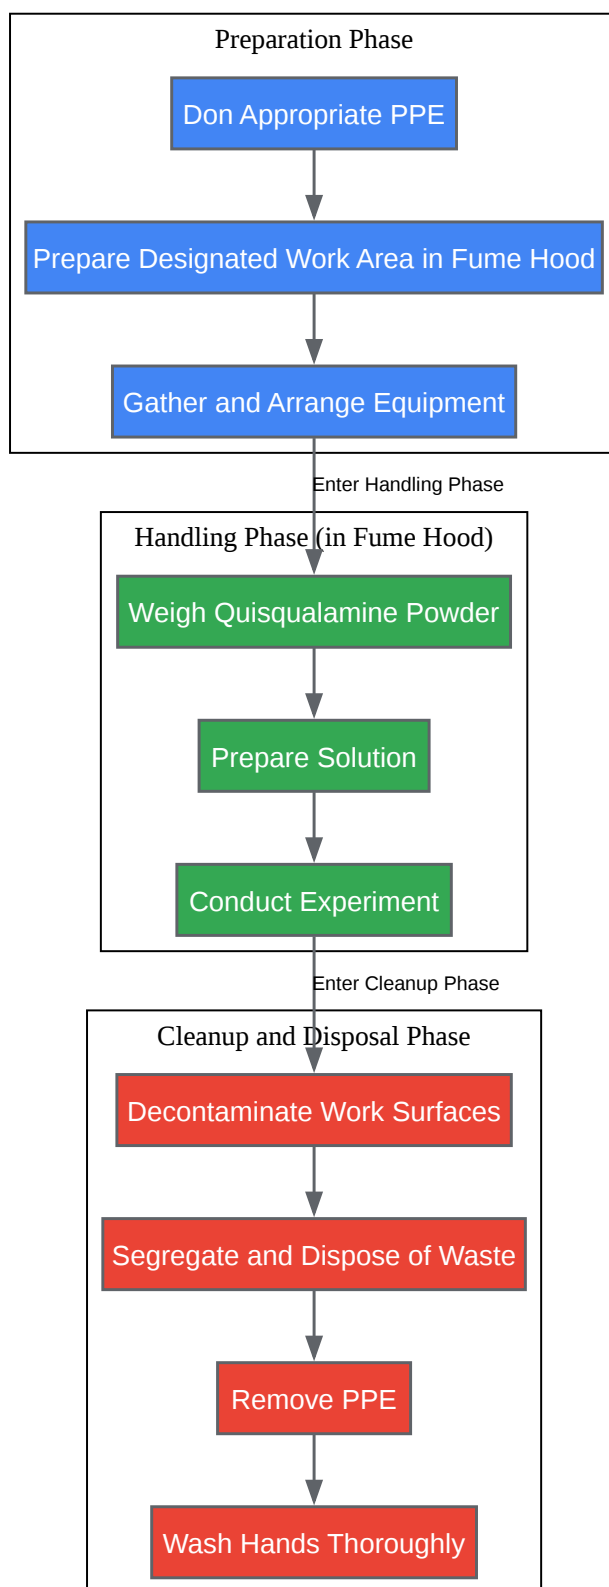 Preparation Phase
Don Appropriate PPE
Prepare Designated Work Area in Fume Hood
Gather and Arrange Equipment
Enter Handling Phase
Handling Phase (in Fume Hood)
Weigh Quisqualamine Powder
Prepare Solution
Conduct Experiment
Enter Cleanup Phase
Cleanup and Disposal Phase
Decontaminate Work Surfaces
Segregate and Dispose of Waste
Remove PPE
Wash Hands Thoroughly